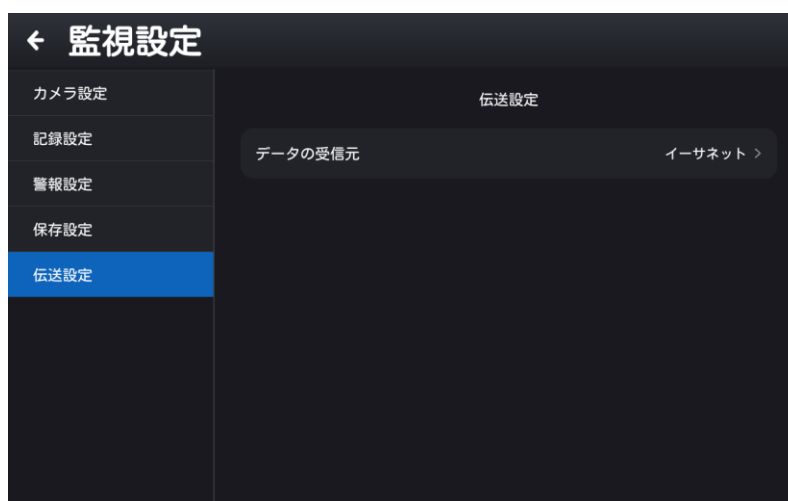 監視設定
カメラ設定
記録設定
警報設定
保存設定
伝送設定
伝送設定
データの受信元 イーサネット